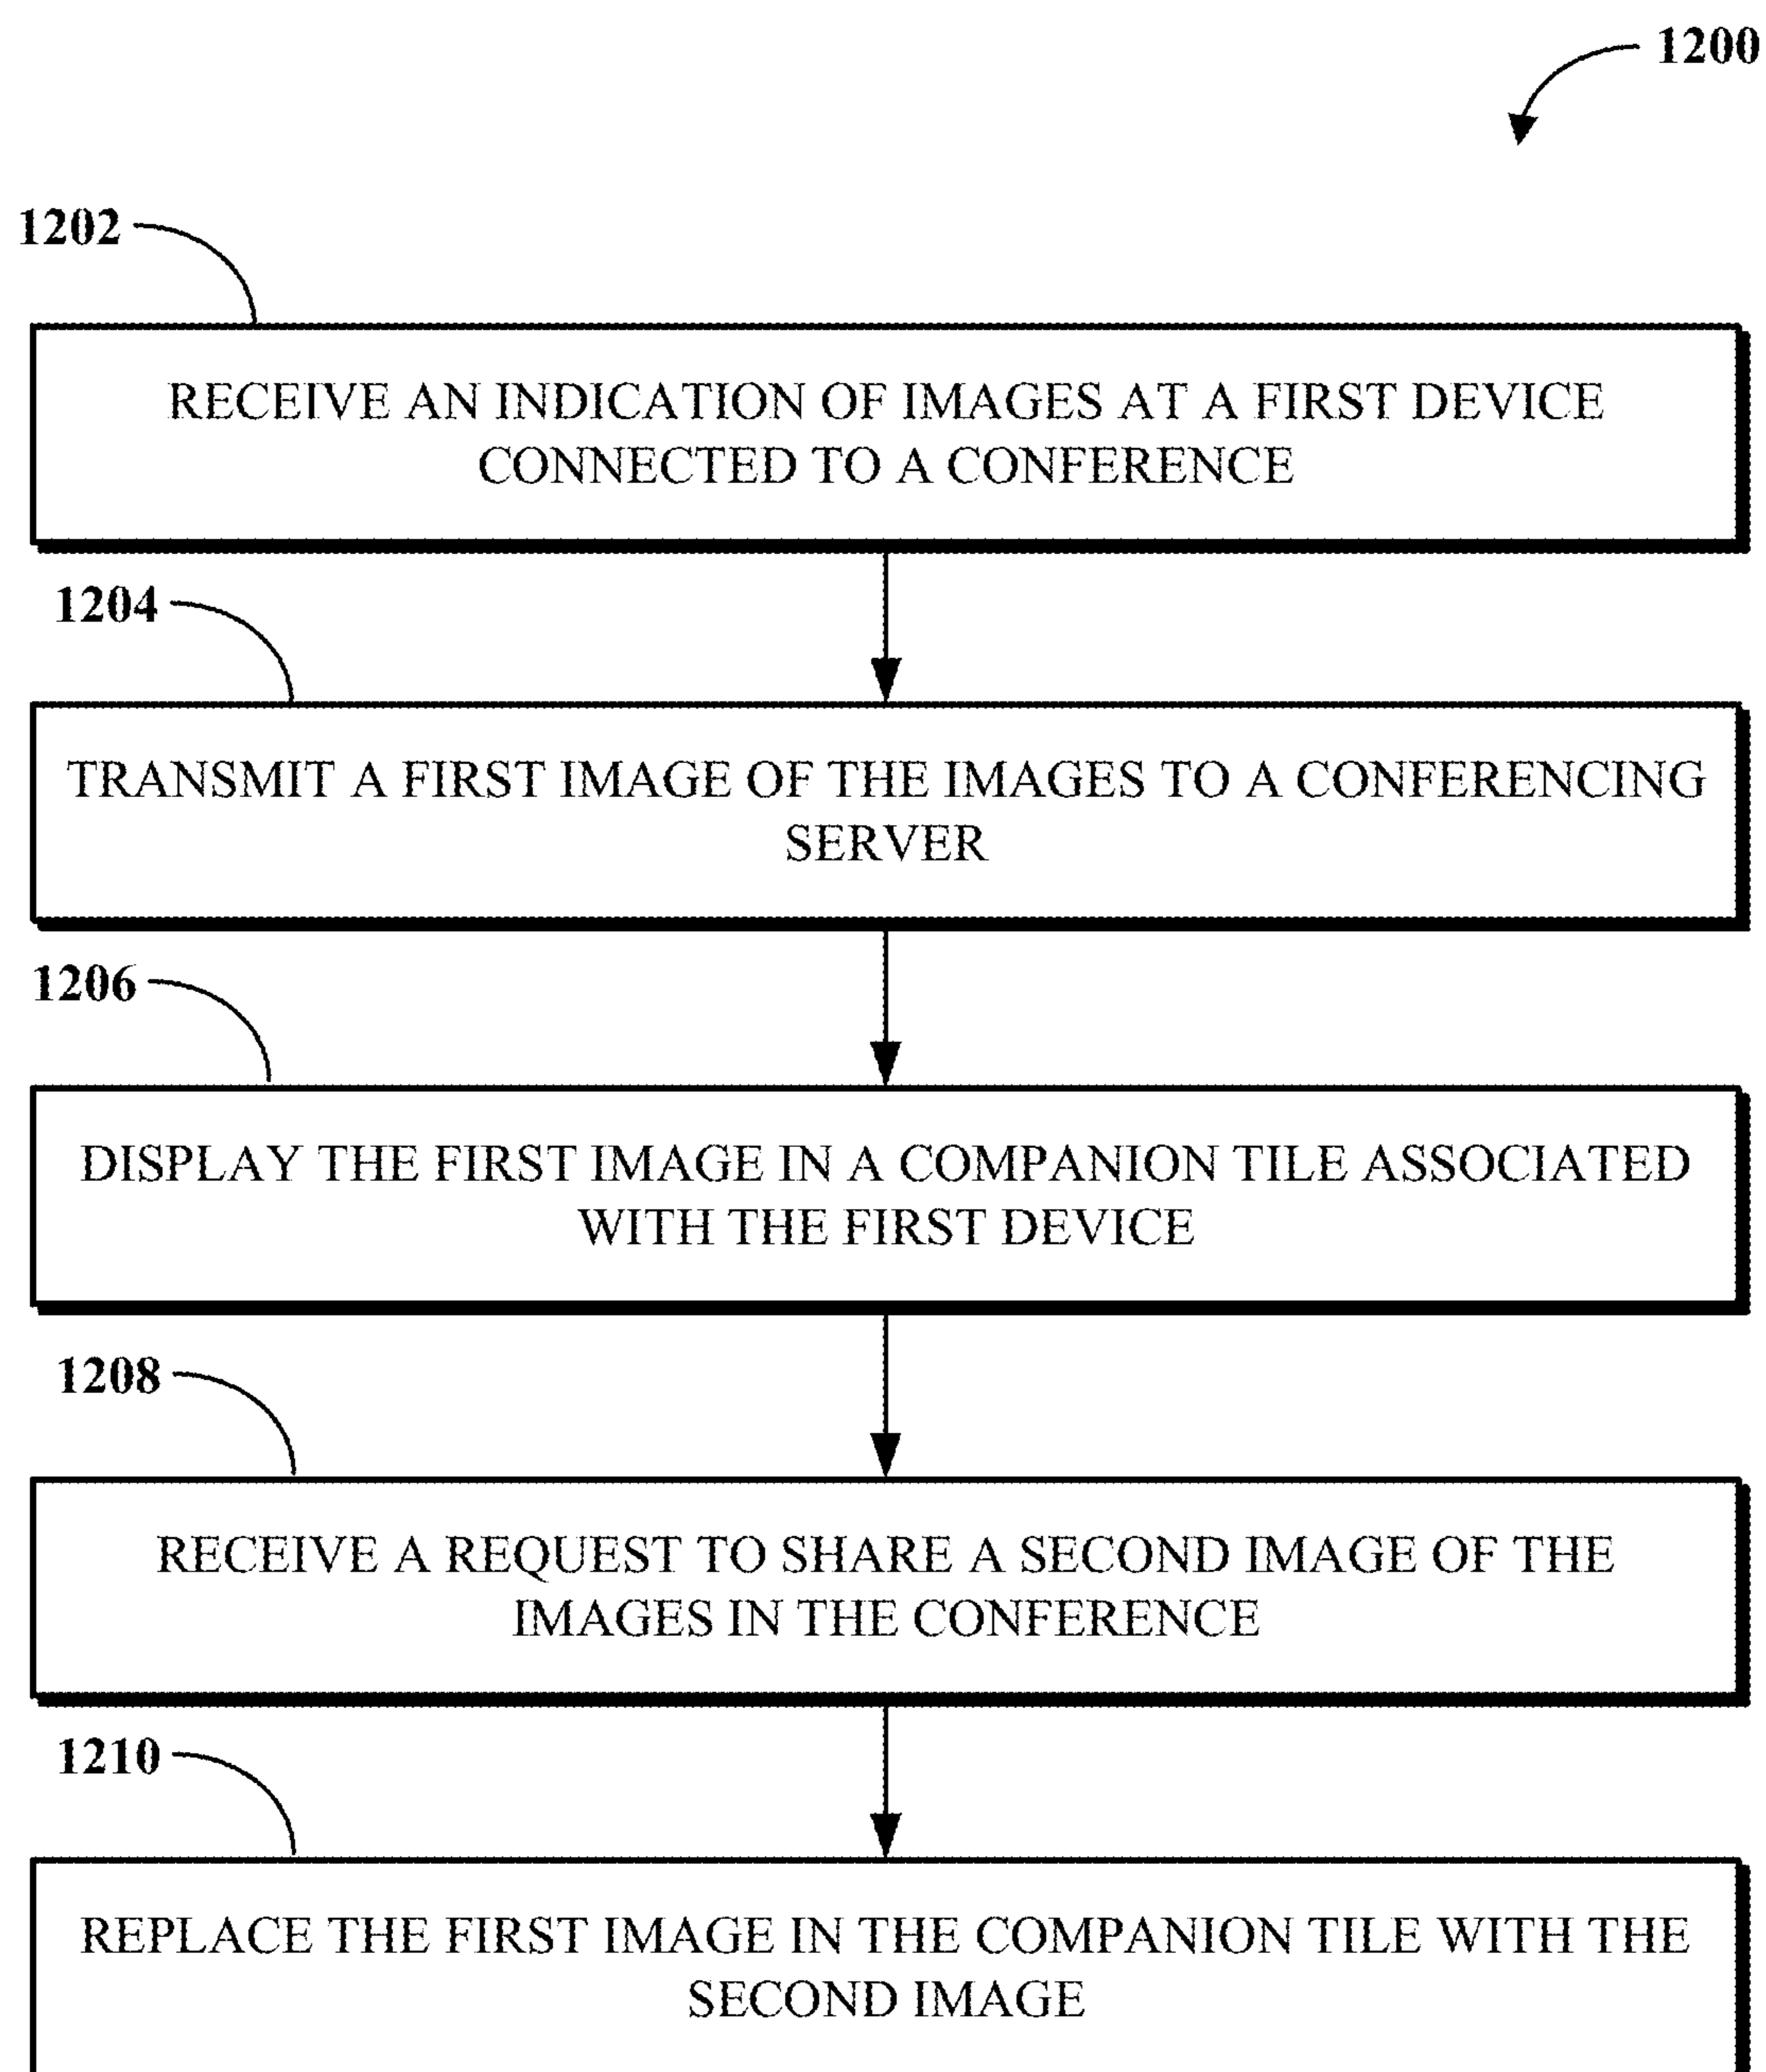 1200
1202
RECEIVE AN INDICATION OF IMAGES AT A FIRST DEVICE
CONNECTED TO A CONFERENCE
1204
TRANSMIT A FIRST IMAGE OF THE IMAGES TO A CONFERENCING
SERVER
1206
DISPLAY THE FIRST IMAGE IN A COMPANION TILE ASSOCIATED
WITH THE FIRST DEVICE
1208
RECEIVE A REQUEST TO SHARE A SECOND IMAGE OF THE
IMAGES IN THE CONFERENCE
1210
REPLACE THE FIRST IMAGE IN THE COMPANION TILE WITH THE
SECOND IMAGE